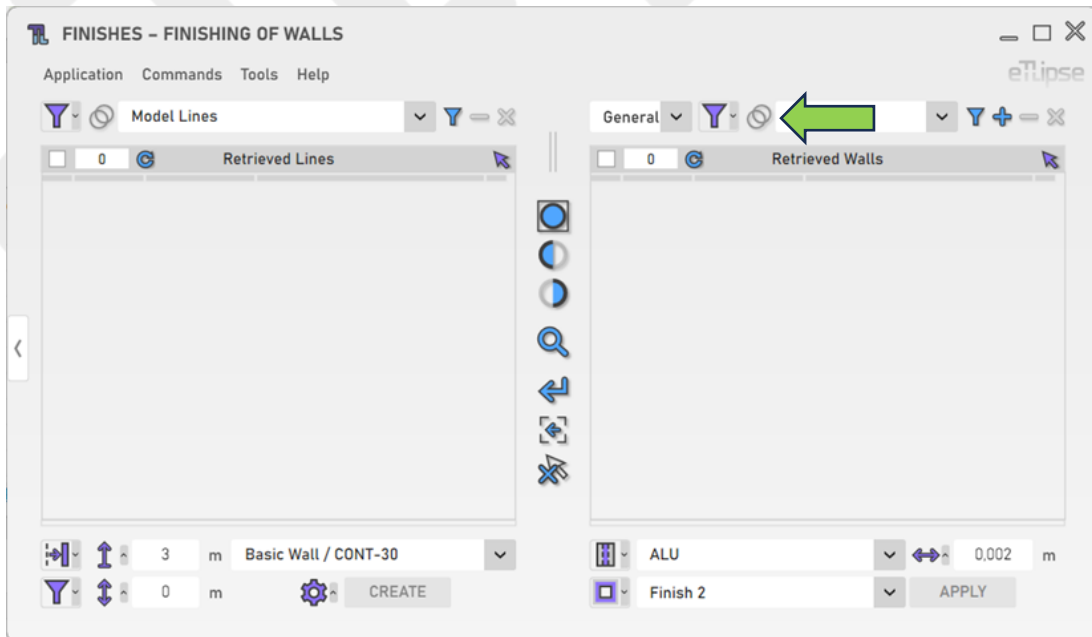 FINISHES – FINISHING OF WALLS
Application Commands Tools Help
eTLipse
Model Lines
General
0 Retrieved Lines
0 Retrieved Walls
3 m Basic Wall / CONT-30
ALU 0,002 m
0 m CREATE
Finish 2 APPLY